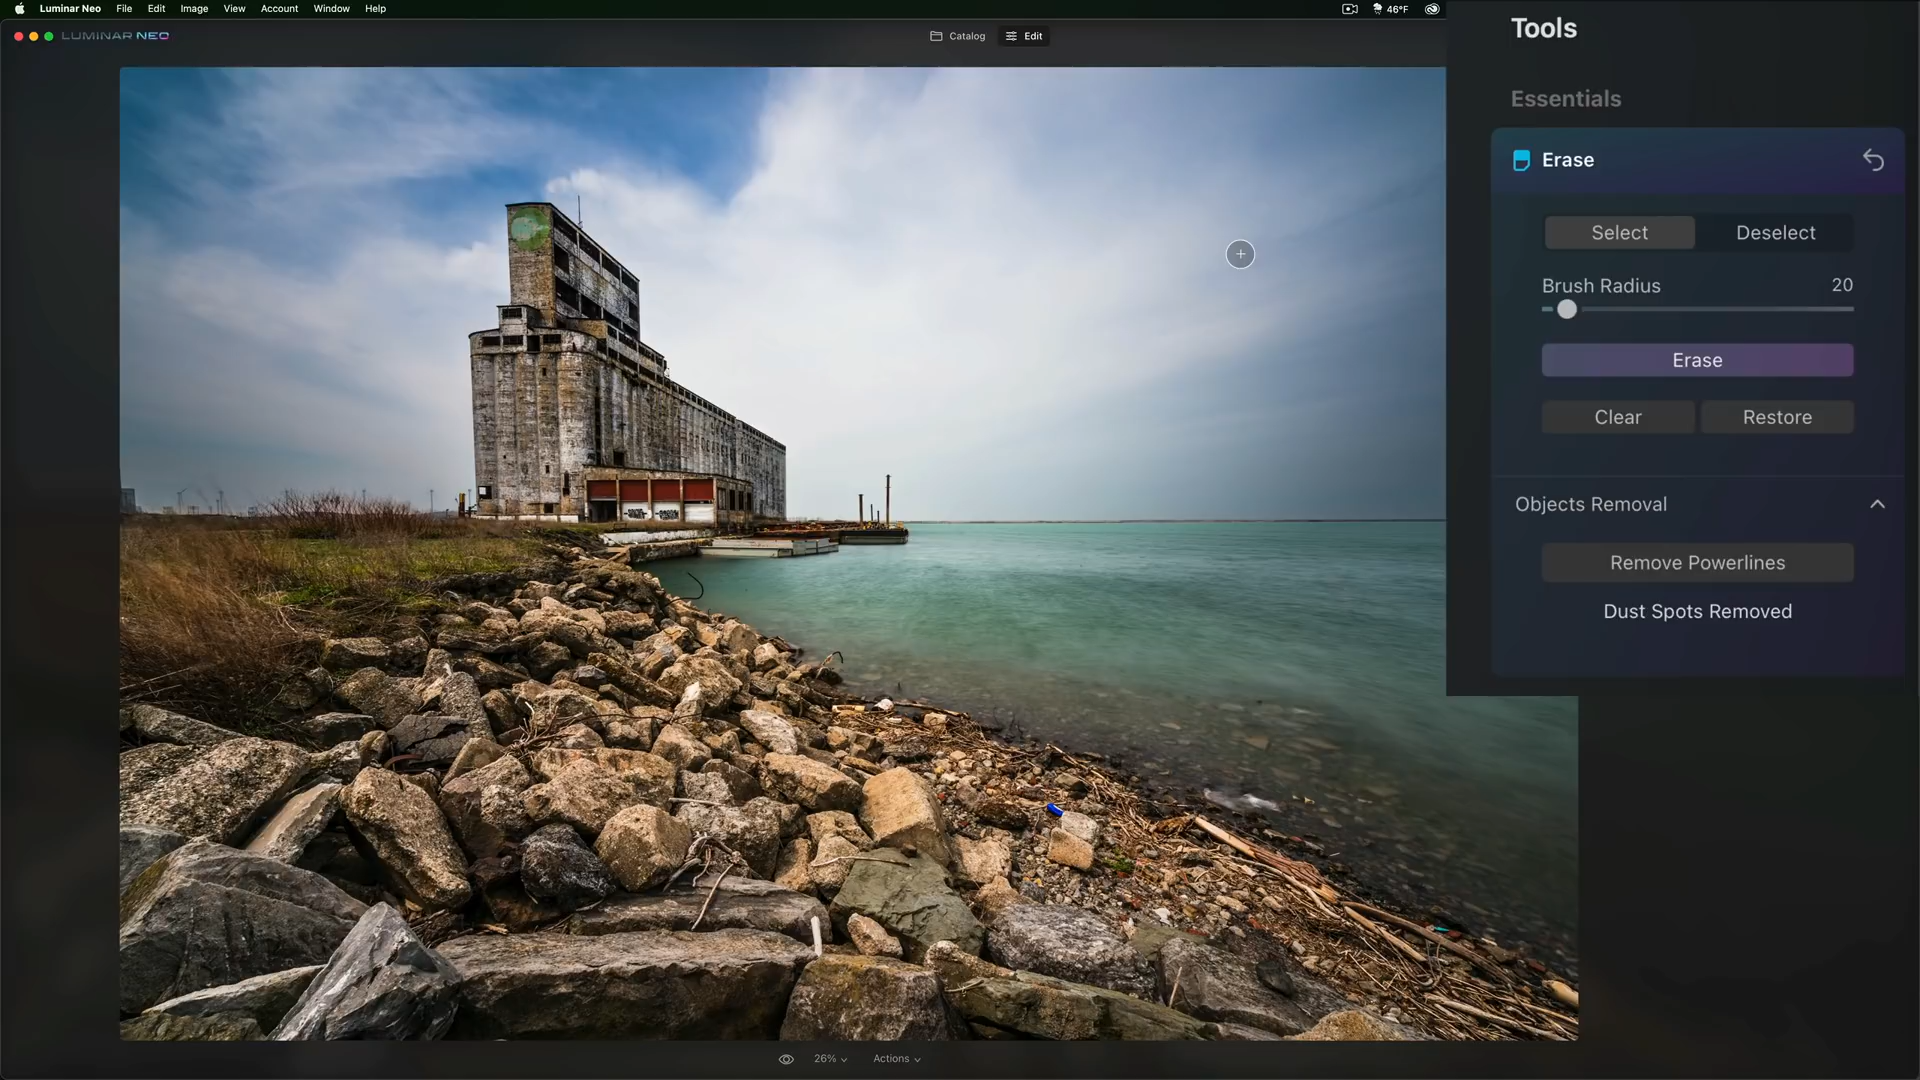 Luminar Neo File Edit View Image Account Window Help 46°F
LUMINAR NEO Catalog Edit
Tools
Essentials
Erase
Select Deselect
Brush Radius 20
Erase
Clear Restore
Objects Removal
Remove Powerlines
Dust Spots Removed
26% Actions